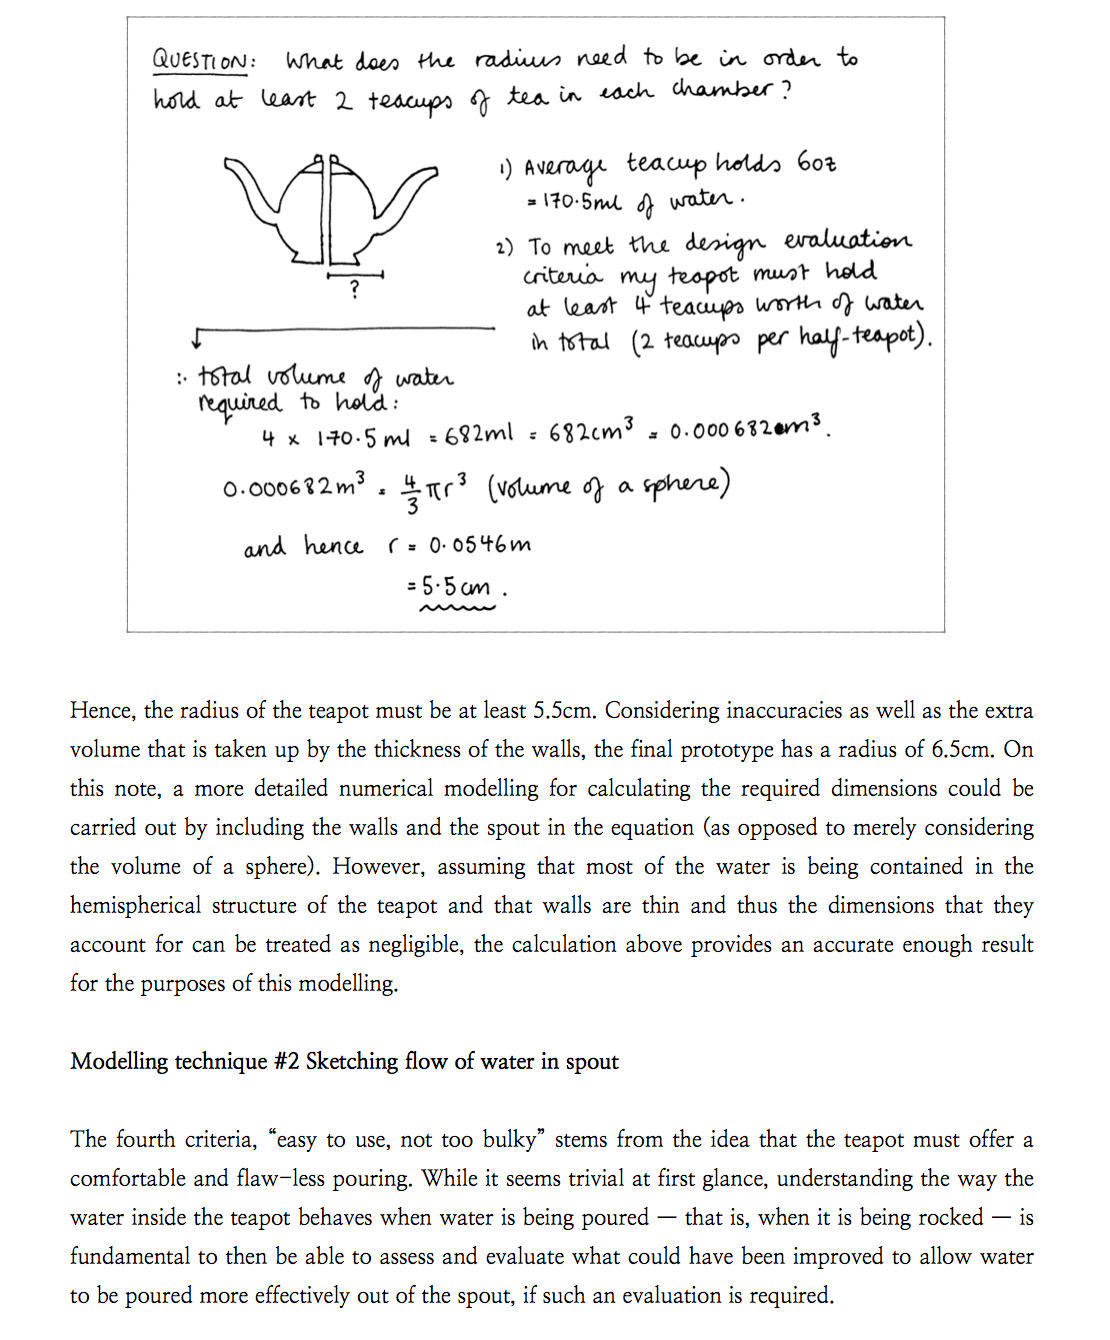 QUESTION: What does the radius need to be in order to
hold at least 2 teacups of tea in each chamber?
1) Average teacup holds 6oz
= 170.5ml of water.
2) To meet the design evaluation
criteria my teapot must hold
at least 4 teacups worth of water
in total (2 teacups per half-teapot).
?
∴ total volume of water
required to hold:
4 × 170.5 ml = 682ml = 682cm³ = 0.000682m³.
0.000682m³ = 4/3 πr³ (volume of a sphere)
and hence r = 0.0546m
= 5.5cm.
Hence, the radius of the teapot must be at least 5.5cm. Considering inaccuracies as well as the extra
volume that is taken up by the thickness of the walls, the final prototype has a radius of 6.5cm. On
this note, a more detailed numerical modelling for calculating the required dimensions could be
carried out by including the walls and the spout in the equation (as opposed to merely considering
the volume of a sphere). However, assuming that most of the water is being contained in the
hemispherical structure of the teapot and that walls are thin and thus the dimensions that they
account for can be treated as negligible, the calculation above provides an accurate enough result
for the purposes of this modelling.
Modelling technique #2 Sketching flow of water in spout
The fourth criteria, “easy to use, not too bulky” stems from the idea that the teapot must offer a
comfortable and flaw-less pouring. While it seems trivial at first glance, understanding the way the
water inside the teapot behaves when water is being poured — that is, when it is being rocked — is
fundamental to then be able to assess and evaluate what could have been improved to allow water
to be poured more effectively out of the spout, if such an evaluation is required.